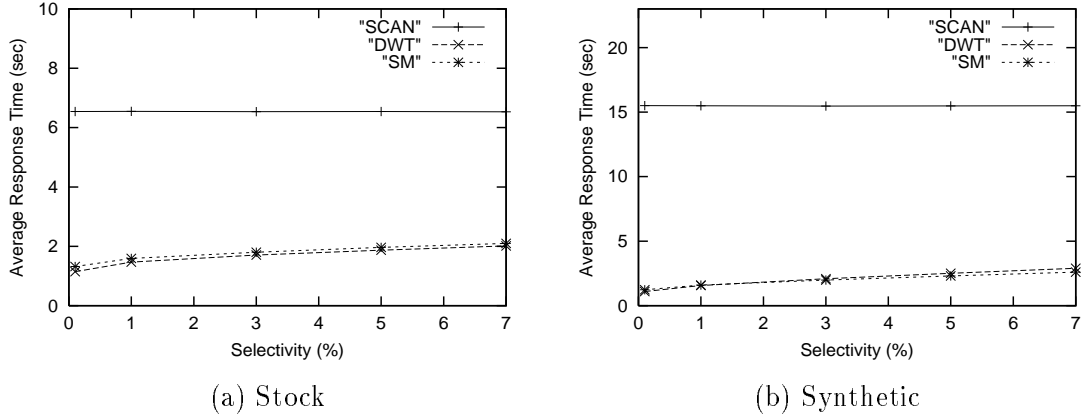 10
8
6
4
2
0
Average Response Time (sec)
"SCAN"
"DWT"
"SM"
0 1 2 3 4 5 6 7
Selectivity (%)
(a) Stock
20
15
10
5
0
Average Response Time (sec)
"SCAN"
"DWT"
"SM"
0 1 2 3 4 5 6 7
Selectivity (%)
(b) Synthetic